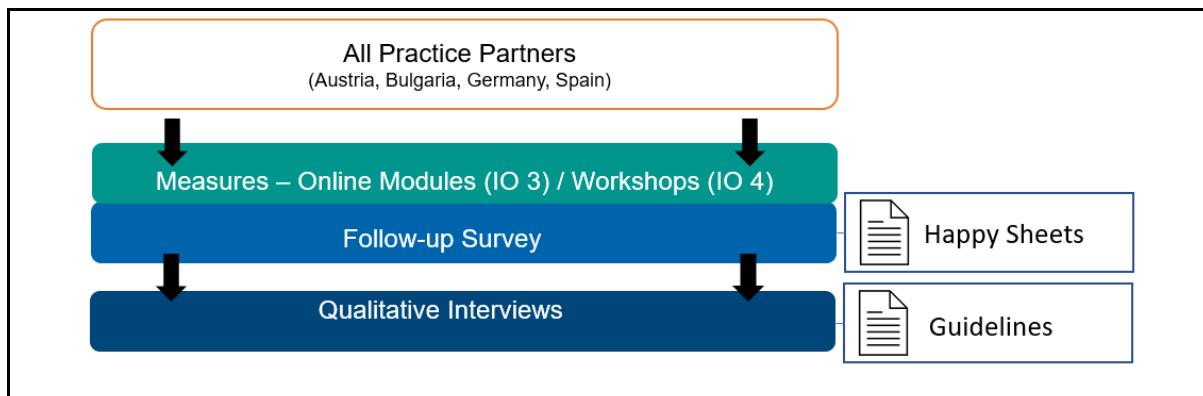 All Practice Partners
(Austria, Bulgaria, Germany, Spain)
Measures – Online Modules (IO 3) / Workshops (IO 4)
Follow-up Survey
Happy Sheets
Qualitative Interviews
Guidelines